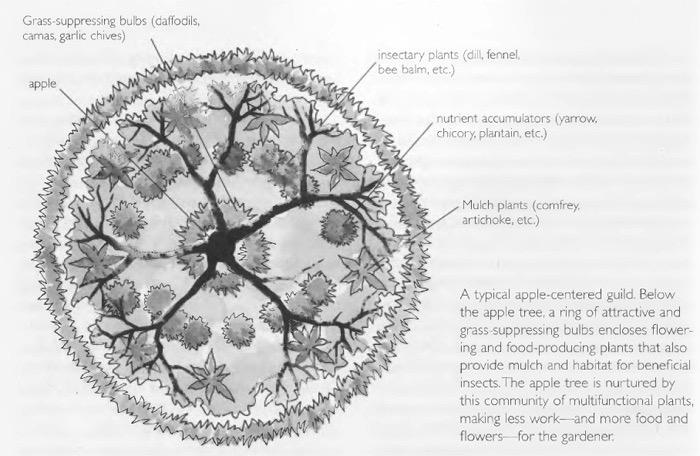 Grass-suppressing bulbs (daffodils,
camas, garlic chives)
apple
insectary plants (dill, fennel,
bee balm, etc.)
nutrient accumulators (yarrow,
chicory, plantain, etc.)
Mulch plants (comfrey,
artichoke, etc.)
A typical apple-centered guild. Below
the apple tree, a ring of attractive and
grass-suppressing bulbs encloses flower-
ing and food-producing plants that also
provide mulch and habitat for beneficial
insects. The apple tree is nurtured by
this community of multifunctional plants,
making less work—and more food and
flowers—for the gardener.